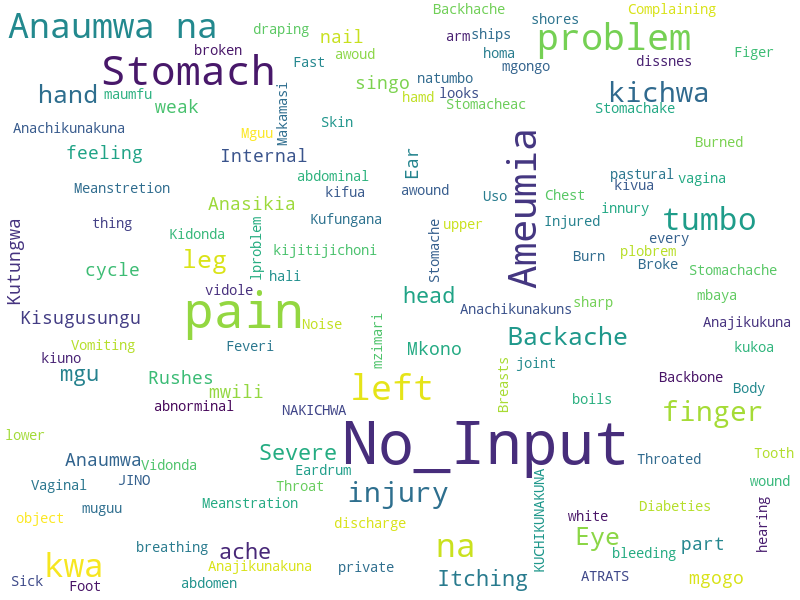 Backhache
Complaining
Anaumwa na
draping
nail
arm
ships
shores
problem
Figer
broken
awoud
homa
mgongo
dissnes
Stomach
Fast
singo
natumbo
looks
kichwa
hand
maumfu
weak
Makamasi
hamd
Stomacheac
Stomachake
Anachikunakuna
Mguu
Skin
Burned
feeling
Internal
Ear
Ameumia
Meanstretion
abdominal
kifua
awound
Uso
Chest
pastural
kivua
vagina
Anasikia
innury
thing
Kufungana
upper
Injured
tumbo
Kutungwa
Kidonda
lproblem
kijitijichoni
Stomache
every
plobrem
cycle
leg
hali
Burn
Broke
Stomachache
vidole
pain
head
Anachikunakuns
sharp
mbaya
Kisugusungu
Noise
mzimari
Backache
Anajikukuna
Vomiting
Feveri
Mkono
kukoa
kiuno
mgu
Rushes
mwili
left
Breasts
joint
boils
Backbone
Body
abnorminal
NAKICHWA
finger
lower
No_Input
Anaumwa
Vidonda
Severe
Eardrum
Throated
Tooth
Vaginal
JINO
Throat
injury
KUCHIKUNAKUNA
wound
muguu
Meanstration
Diabeties
object
discharge
white
hearing
kwa
breathing
ache
na
Eye
bleeding
part
Sick
Foot
abdomen
Anajikunakuna
private
Itching
ATRATS
mgogo